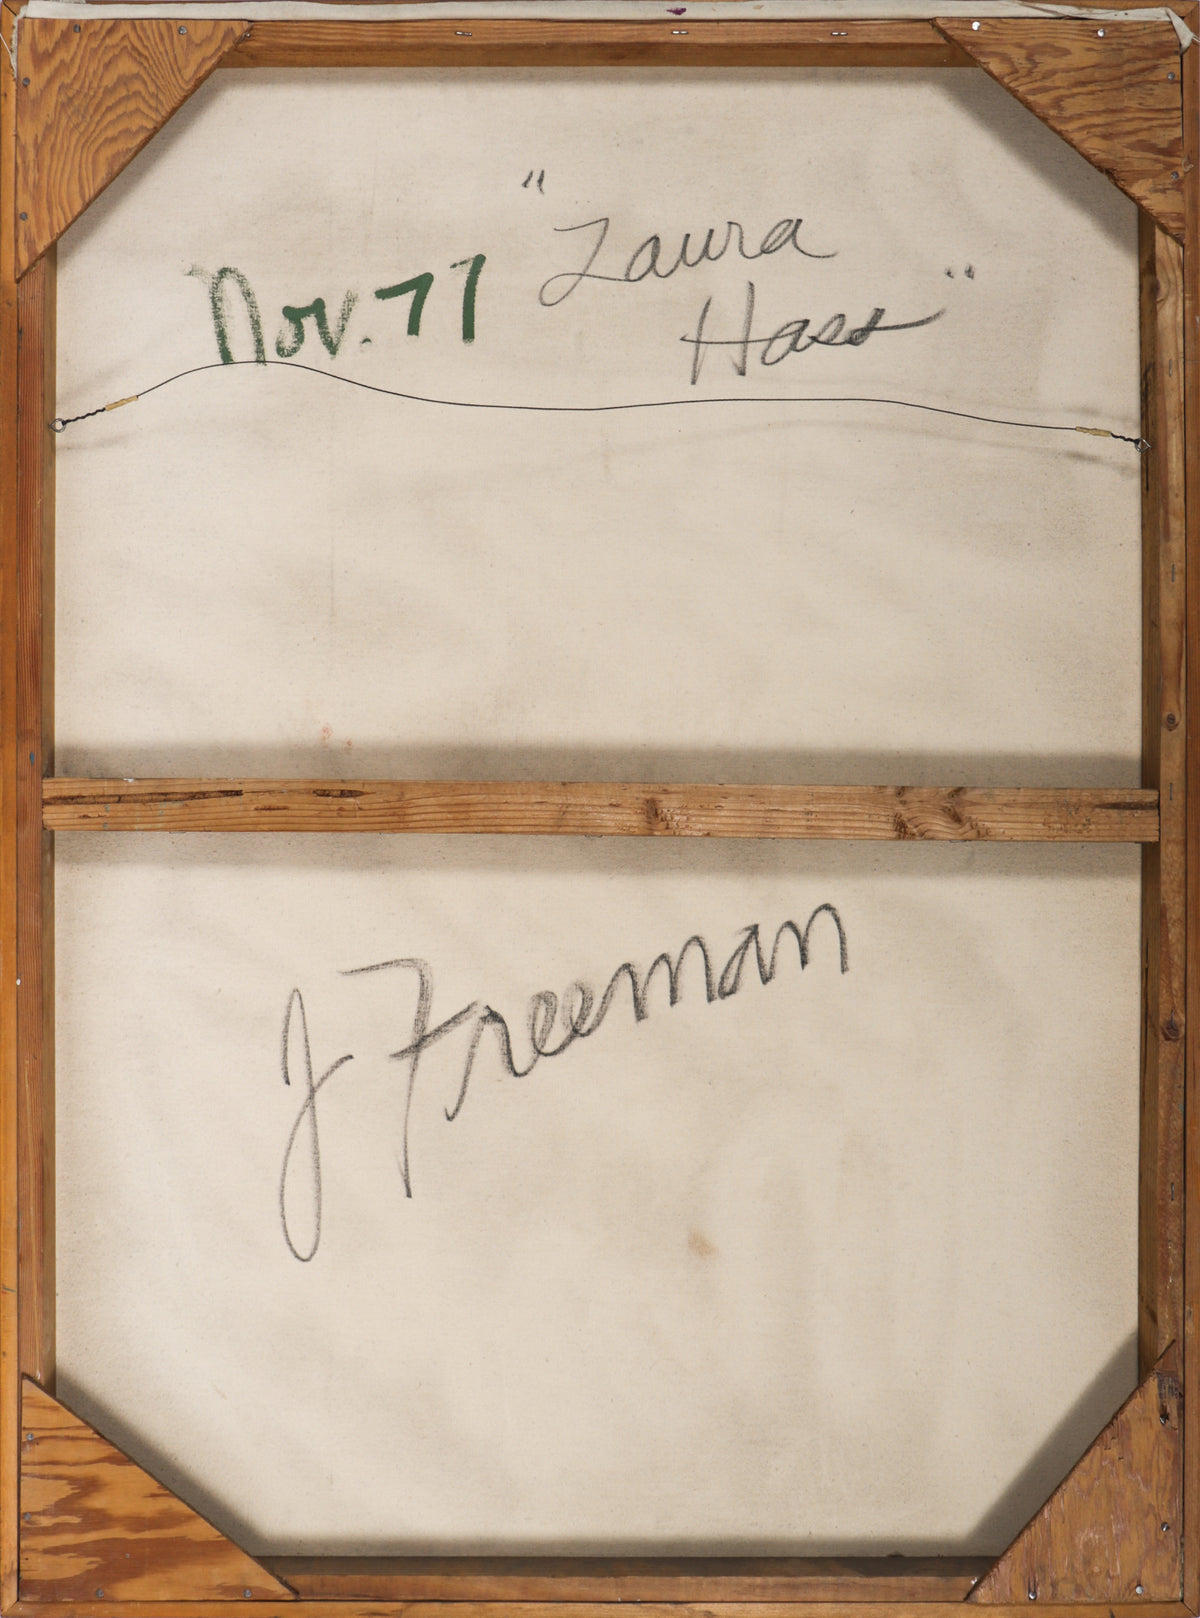 Nov. 77 "Laura
Hass"
J Freeman